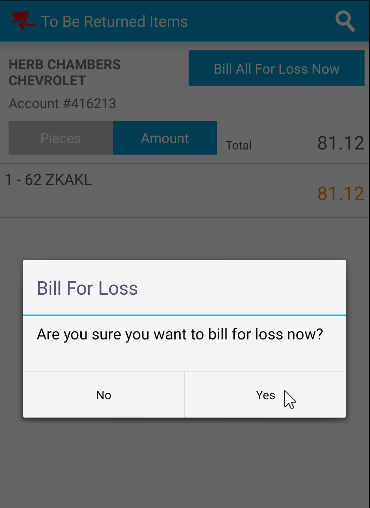 To Be Returned Items
HERB CHAMBERS
CHEVROLET
Bill All For Loss Now
Account #416213
Pieces
Amount
Total
81.12
1 - 62 ZKAKL
81.12
Bill For Loss
Are you sure you want to bill for loss now?
No
Yes